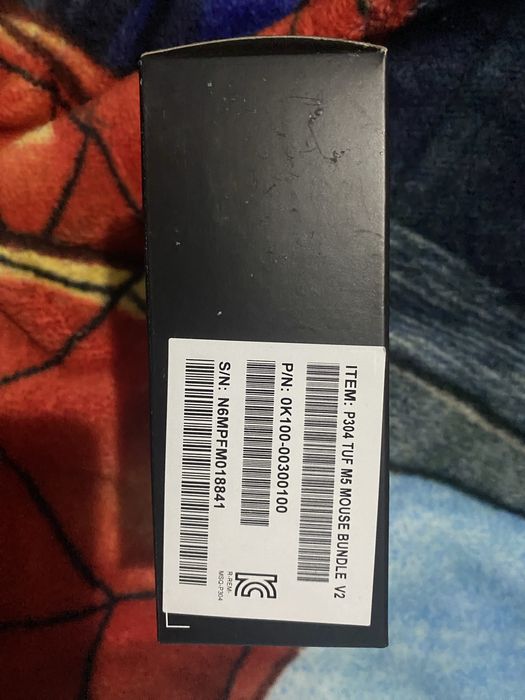 ITEM: P304 TUF M5 MOUSE BUNDLE V2
P/N: 0K100-00300100
S/N: N6MPFM018841
R-REM-
MSQ-P304